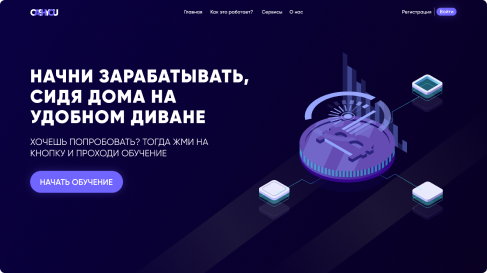 Главная Как это работает? Сервисы О нас Регистрация Войти
НАЧНИ ЗАРАБАТЫВАТЬ,
СИДЯ ДОМА НА
УДОБНОМ ДИВАНЕ
ХОЧЕШЬ ПОПРОБОВАТЬ? ТОГДА ЖМИ НА
КНОПКУ И ПРОХОДИ ОБУЧЕНИЕ
НАЧАТЬ ОБУЧЕНИЕ